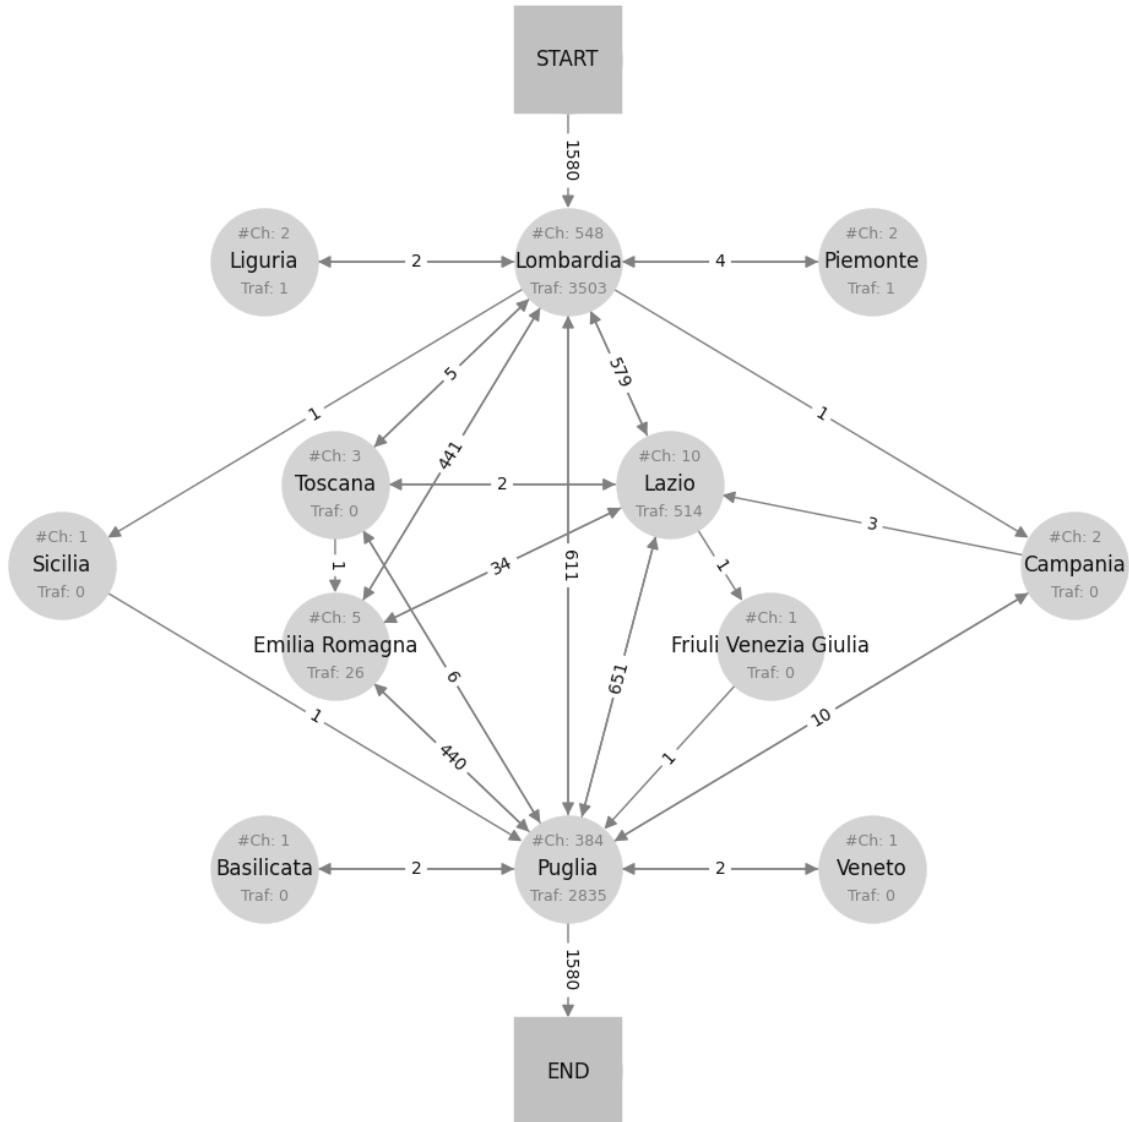 START
1580
#Ch: 2
Liguria
Traf: 1
2
#Ch: 548
Lombardia
Traf: 3503
4
#Ch: 2
Piemonte
Traf: 1
5
579
1
1
441
#Ch: 3
Toscana
Traf: 0
2
#Ch: 10
Lazio
Traf: 514
3
#Ch: 1
Sicilia
Traf: 0
1
34
611
1
#Ch: 2
Campania
Traf: 0
#Ch: 5
Emilia Romagna
Traf: 26
6
651
#Ch: 1
Friuli Venezia Giulia
Traf: 0
1
440
1
10
#Ch: 1
Basilicata
Traf: 0
2
#Ch: 384
Puglia
Traf: 2835
2
#Ch: 1
Veneto
Traf: 0
1580
END